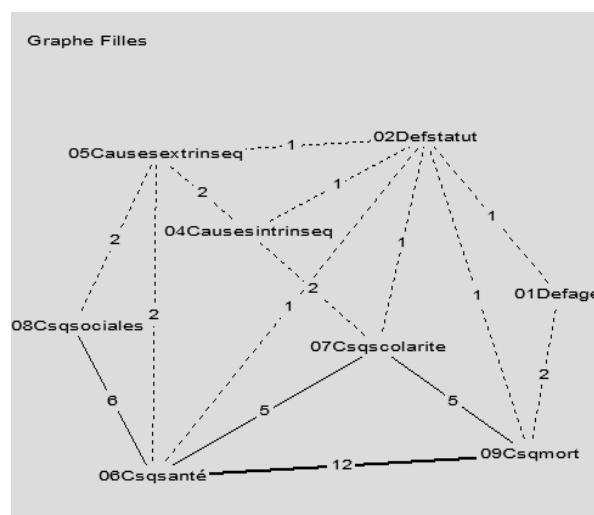 Graphe Filles
02Defstatut
05Causesextrinseq
1
2
1
04Causesintrinseq
1
2
1
01Defage
2
2
1
1
08Csqsociales
07Csqscolarite
2
6
5
5
09Csqmort
12
06Csqsanté